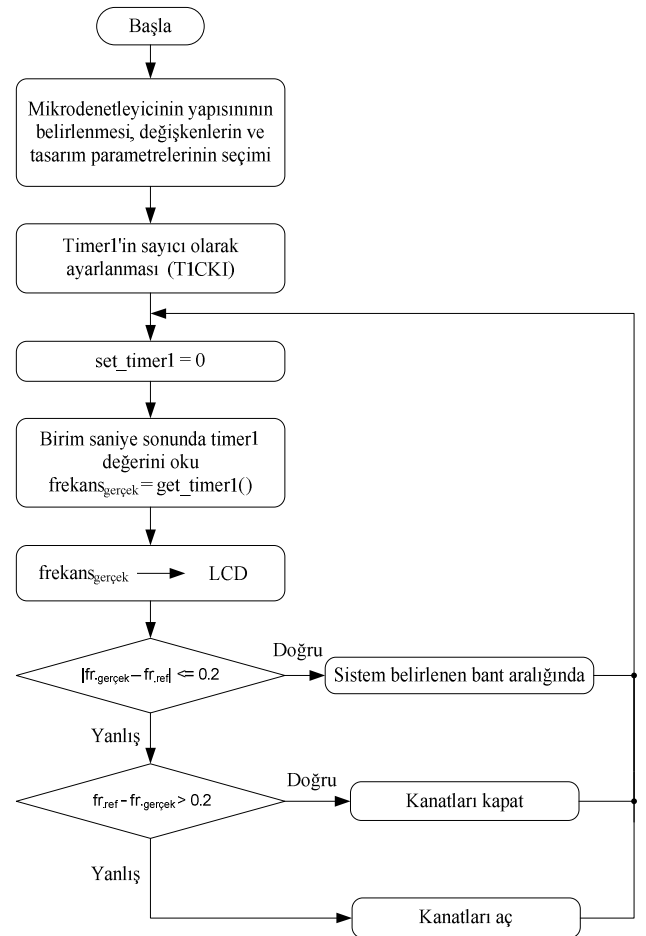 Başla
Mikrodenetleyicinin yapısınının
belirlenmesi, değişkenlerin ve
tasarım parametrelerinin seçimi
Timer1'in sayıcı olarak
ayarlanması (T1CKI)
set_timer1 = 0
Birim saniye sonunda timer1
değerini oku
frekansgerçek = get_timer1()
frekansgerçek LCD
|fr.gerçek – fr.ref| <= 0.2
Doğru
Sistem belirlenen bant aralığında
Yanlış
fr.ref - fr.gerçek > 0.2
Doğru
Kanatları kapat
Yanlış
Kanatları aç